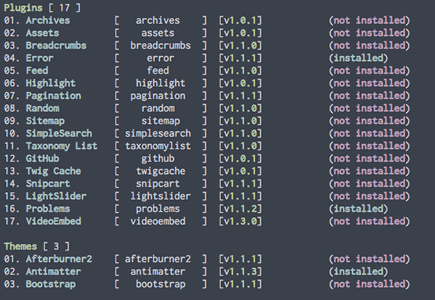 Plugins [ 17 ]
01. Archives [ archives ] [v1.0.1] (not installed)
02. Assets [ assets ] [v1.0.1] (not installed)
03. Breadcrumbs [ breadcrumbs ] [v1.1.0] (not installed)
04. Error [ error ] [v1.1.1] (installed)
05. Feed [ feed ] [v1.1.0] (not installed)
06. Highlight [ highlight ] [v1.0.1] (not installed)
07. Pagination [ pagination ] [v1.1.1] (not installed)
08. Random [ random ] [v1.1.0] (not installed)
09. Sitemap [ sitemap ] [v1.1.0] (not installed)
10. SimpleSearch [ simplesearch ] [v1.1.0] (not installed)
11. Taxonomy List [ taxonomylist ] [v1.1.0] (not installed)
12. GitHub [ github ] [v1.0.1] (not installed)
13. Twig Cache [ twigcache ] [v1.0.1] (not installed)
14. Snipcart [ snipcart ] [v1.1.1] (not installed)
15. LightSlider [ lightslider ] [v1.1.1] (not installed)
16. Problems [ problems ] [v1.1.2] (installed)
17. VideoEmbed [ videoembed ] [v1.3.0] (not installed)
Themes [ 3 ]
01. Afterburner2 [ afterburner2 ] [v1.1.1] (not installed)
02. Antimatter [ antimatter ] [v1.1.3] (installed)
03. Bootstrap [ bootstrap ] [v1.1.1] (not installed)